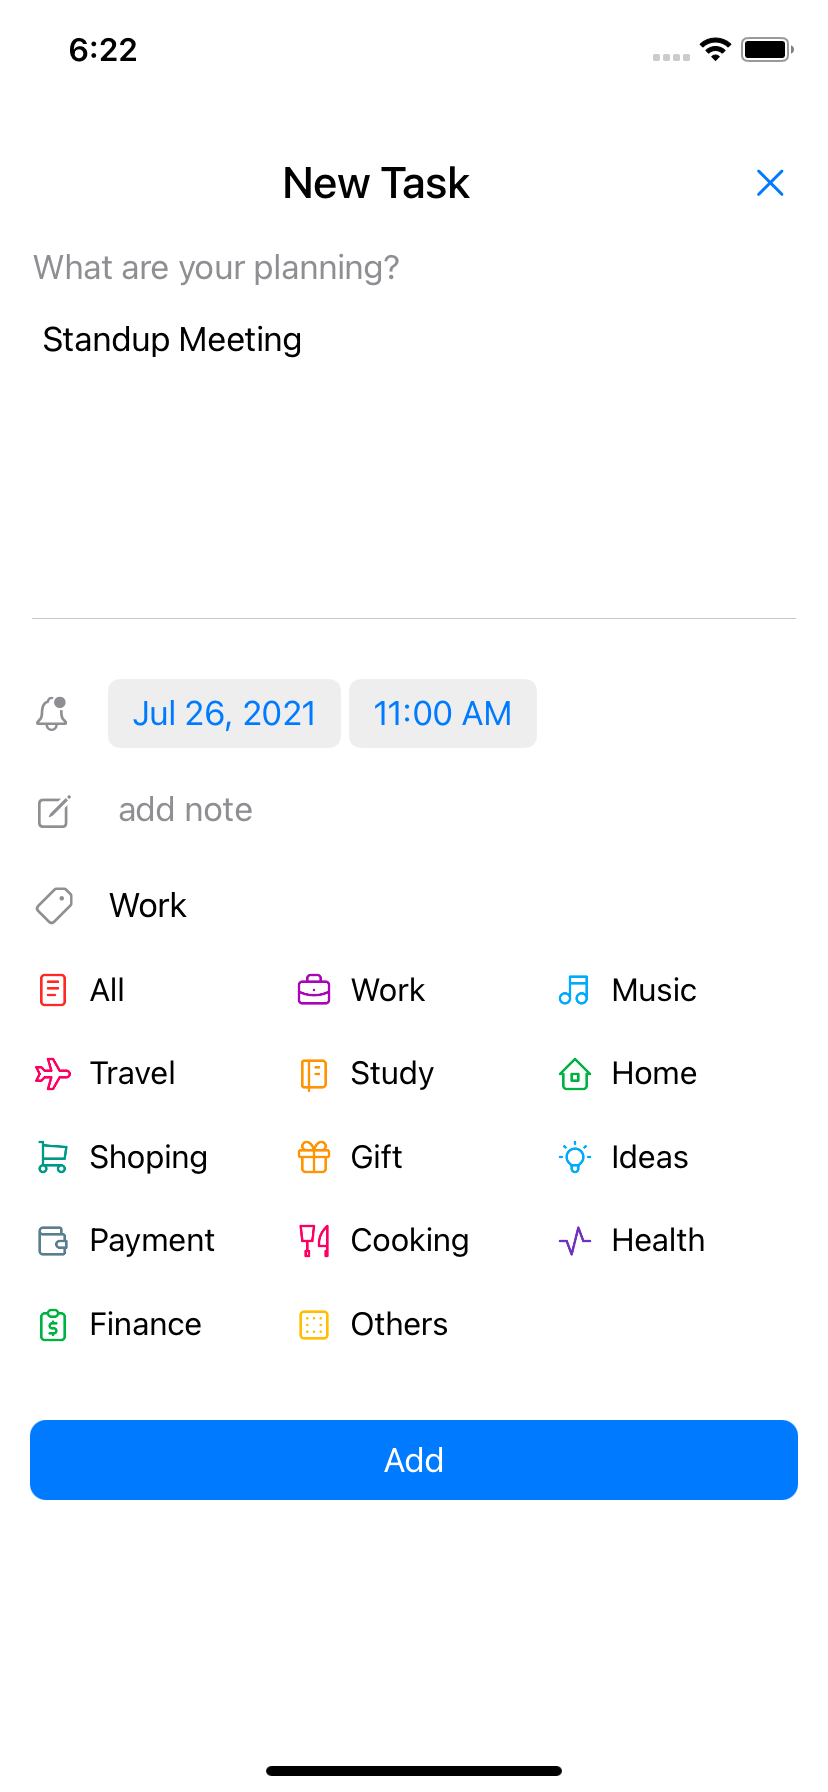 6:22
New Task
What are your planning?
Standup Meeting
Jul 26, 2021 11:00 AM
add note
Work
All Work Music
Travel Study Home
Shoping Gift Ideas
Payment Cooking Health
Finance Others
Add